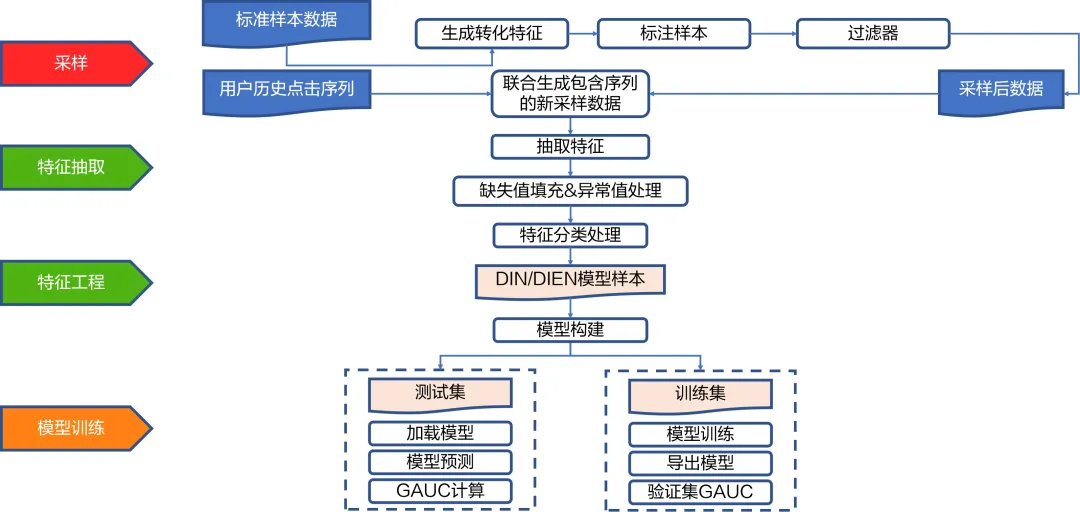 标准样本数据
生成转化特征
标注样本
过滤器
采样
用户历史点击序列
联合生成包含序列
的新采样数据
采样后数据
抽取特征
特征抽取
缺失值填充&异常值处理
特征分类处理
特征工程
DIN/DIEN模型样本
模型构建
测试集
训练集
模型训练
加载模型
模型训练
模型预测
导出模型
GAUC计算
验证集GAUC